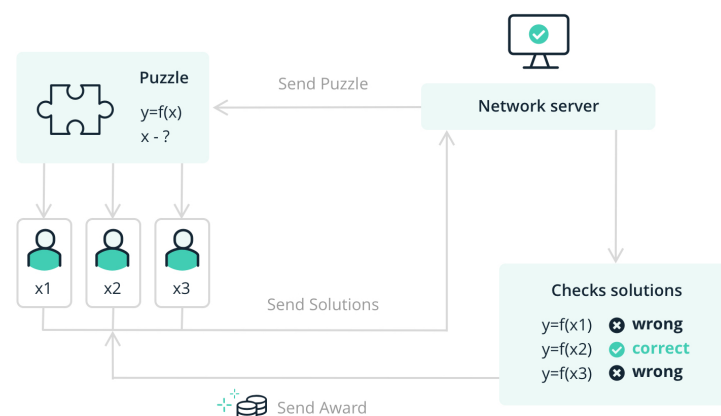 Puzzle
y=f(x)
x - ?
Send Puzzle
Network server
x1
x2
x3
Send Solutions
Checks solutions
y=f(x1) wrong
y=f(x2) correct
y=f(x3) wrong
Send Award